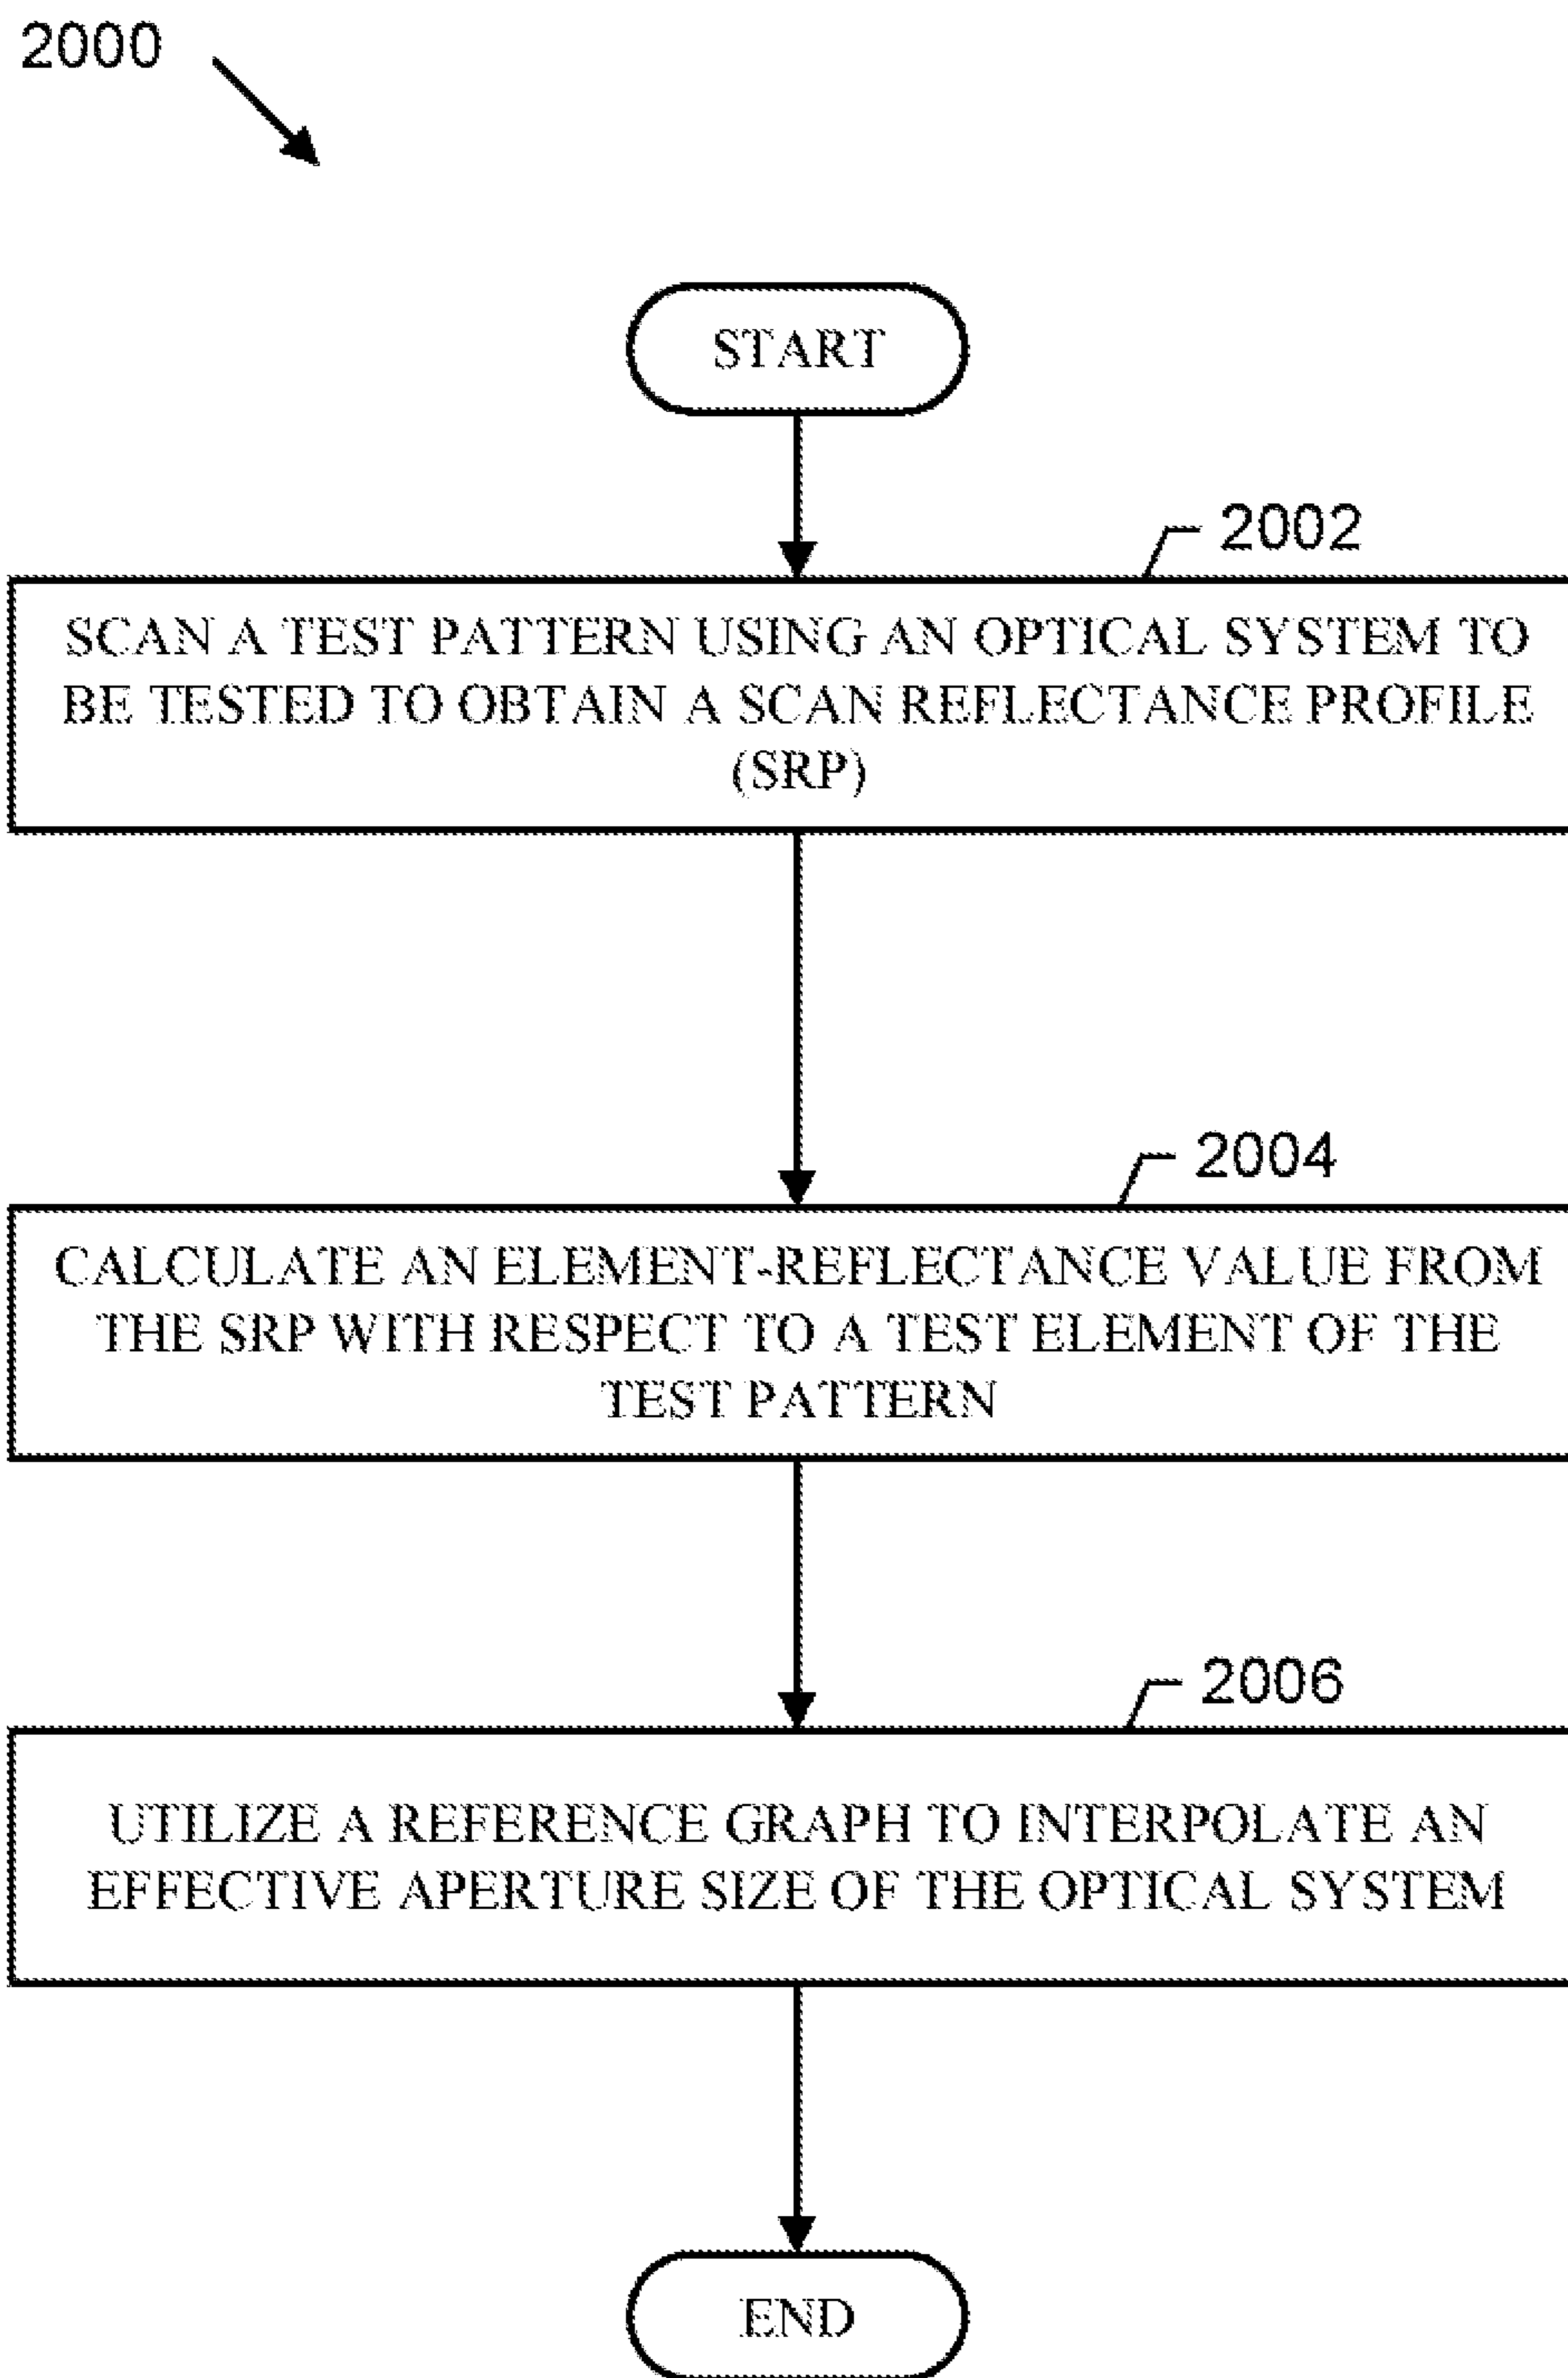 2000
START
2002
SCAN A TEST PATTERN USING AN OPTICAL SYSTEM TO
BE TESTED TO OBTAIN A SCAN REFLECTANCE PROFILE
(SRP)
2004
CALCULATE AN ELEMENT-REFLECTANCE VALUE FROM
THE SRP WITH RESPECT TO A TEST ELEMENT OF THE
TEST PATTERN
2006
UTILIZE A REFERENCE GRAPH TO INTERPOLATE AN
EFFECTIVE APERTURE SIZE OF THE OPTICAL SYSTEM
END